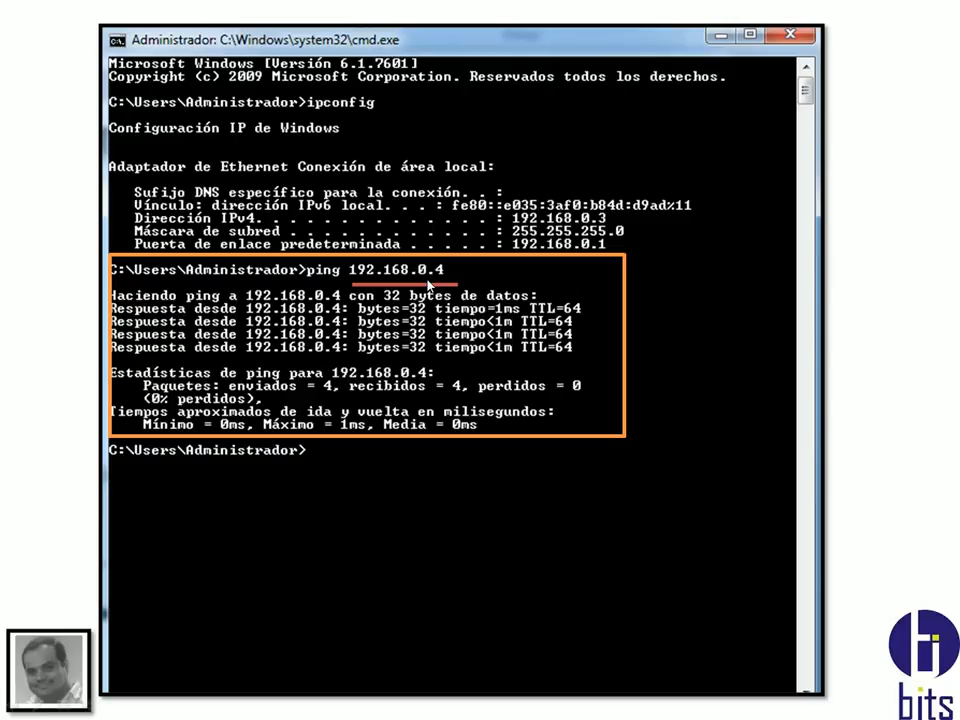 Administrador: C:\Windows\system32\cmd.exe
Microsoft Windows [Versión 6.1.7601]
Copyright (c) 2009 Microsoft Corporation. Reservados todos los derechos.
C:\Users\Administrador>ipconfig
Configuración IP de Windows
Adaptador de Ethernet Conexión de área local:
Sufijo DNS específico para la conexión. . :
Vínculo: dirección IPv6 local. . . : fe80::e035:3af0:b84d:d9ad%11
Dirección IPv4. . . . . . . . . . . . . . : 192.168.0.3
Máscara de subred . . . . . . . . . . . . : 255.255.255.0
Puerta de enlace predeterminada . . . . . : 192.168.0.1
C:\Users\Administrador>ping 192.168.0.4
Haciendo ping a 192.168.0.4 con 32 bytes de datos:
Respuesta desde 192.168.0.4: bytes=32 tiempo=1ms TTL=64
Respuesta desde 192.168.0.4: bytes=32 tiempo<1m TTL=64
Respuesta desde 192.168.0.4: bytes=32 tiempo<1m TTL=64
Respuesta desde 192.168.0.4: bytes=32 tiempo<1m TTL=64
Estadísticas de ping para 192.168.0.4:
Paquetes: enviados = 4, recibidos = 4, perdidos = 0
(0% perdidos),
Tiempos aproximados de ida y vuelta en milisegundos:
Mínimo = 0ms, Máximo = 1ms, Media = 0ms
C:\Users\Administrador>
bits